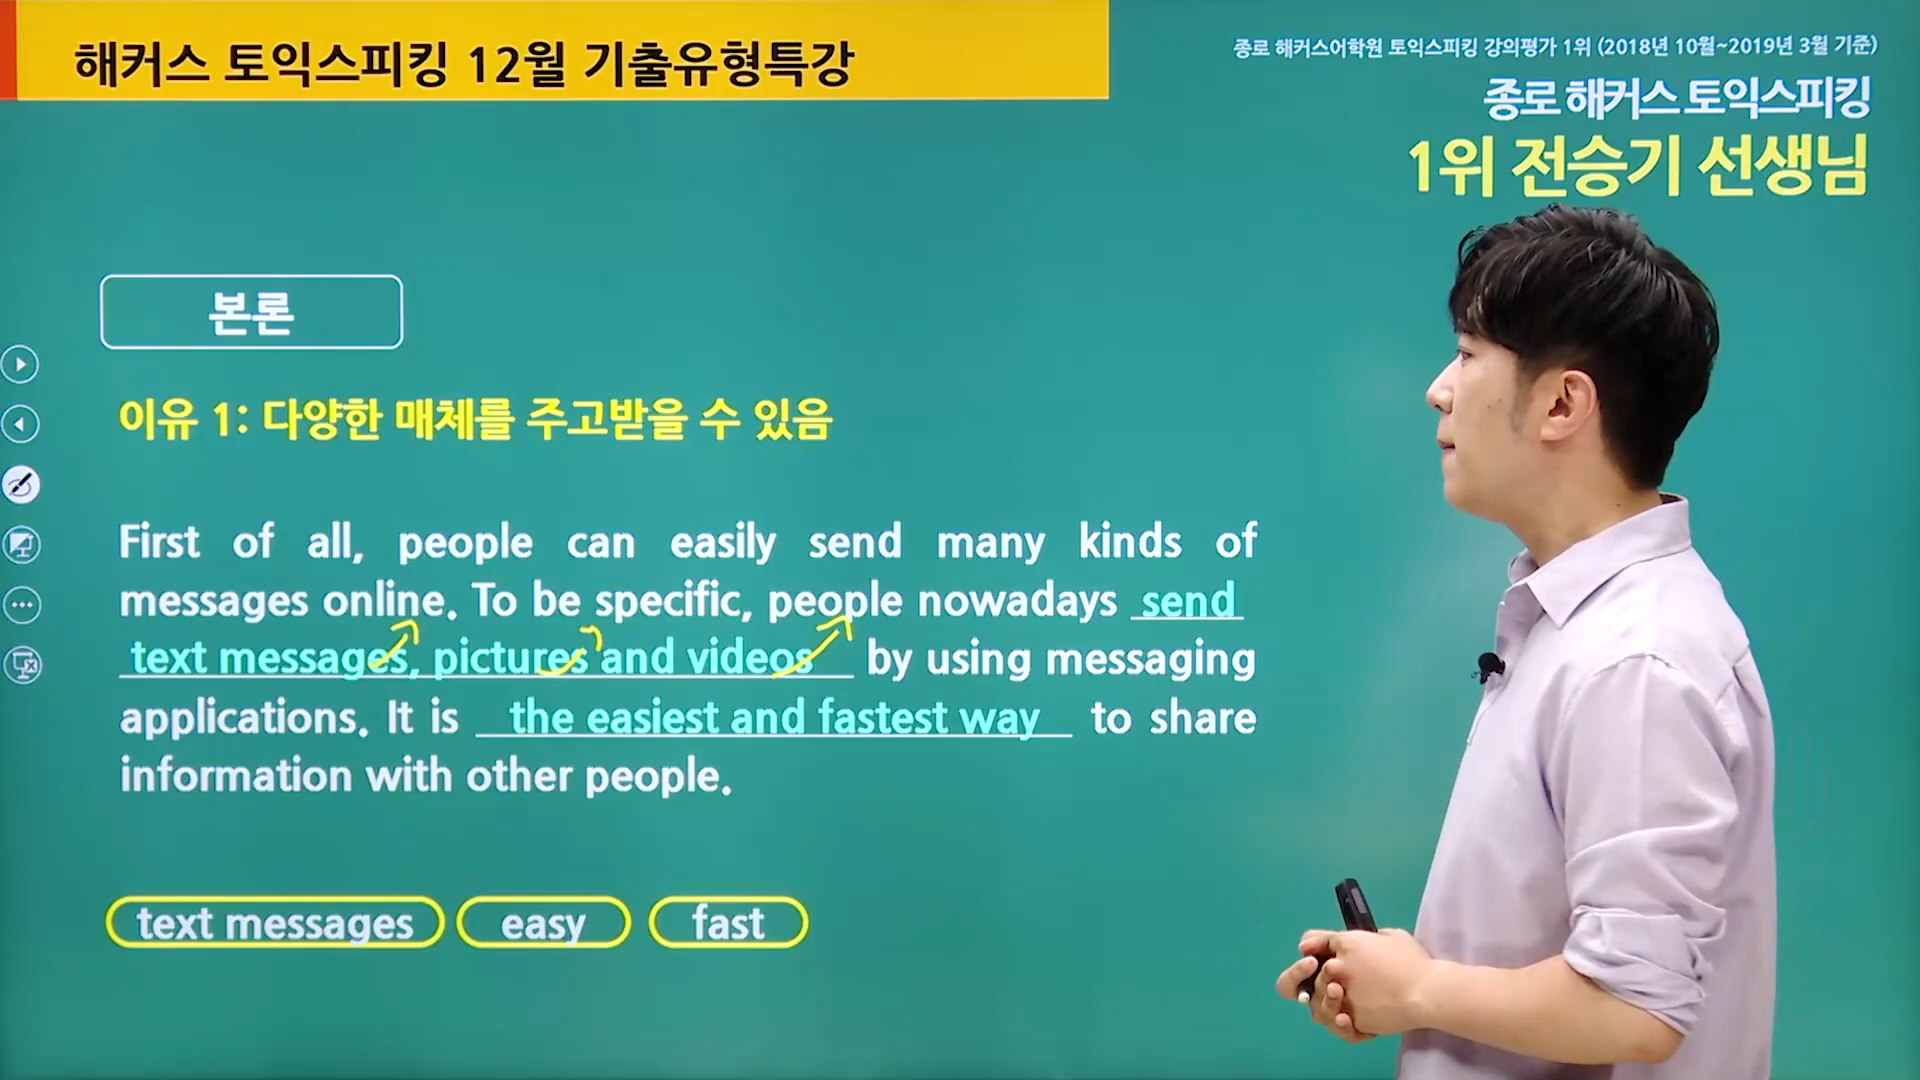 해커스 토익스피킹 12월 기출유형특강
종로 해커스어학원 토익스피킹 강의평가 1위 (2018년 10월~2019년 3월 기준)
종로 해커스 토익스피킹
1위 전승기 선생님
본론
이유 1: 다양한 매체를 주고받을 수 있음
First of all, people can easily send many kinds of
messages online. To be specific, people nowadays send
text messages, pictures and videos by using messaging
applications. It is the easiest and fastest way to share
information with other people.
text messages easy fast